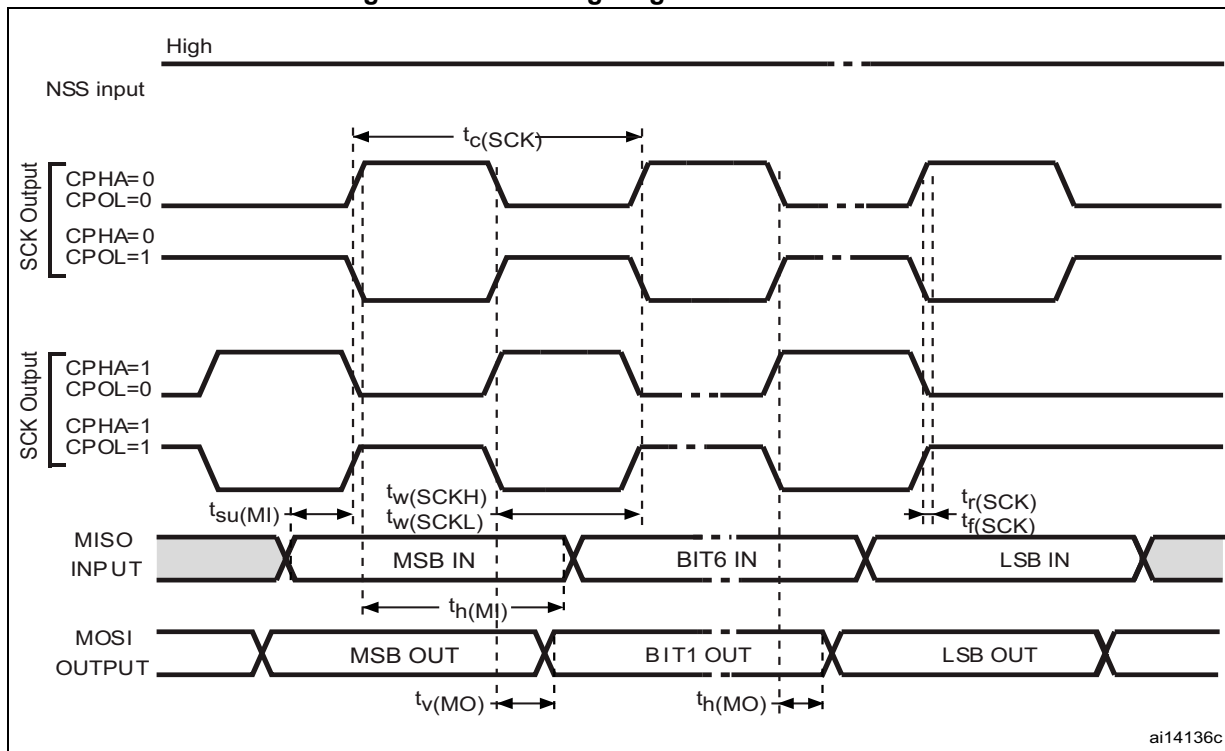 High
NSS input
tc(SCK)
SCK Output
CPHA=0
CPOL=0
CPHA=0
CPOL=1
SCK Output
CPHA=1
CPOL=0
CPHA=1
CPOL=1
tsu(MI)
tw(SCKH)
tw(SCKL)
tr(SCK)
tf(SCK)
MISO
INPUT
MSB IN
BIT6 IN
LSB IN
th(MI)
MOSI
OUTPUT
MSB OUT
BIT1 OUT
LSB OUT
tv(MO)
th(MO)
ai14136c